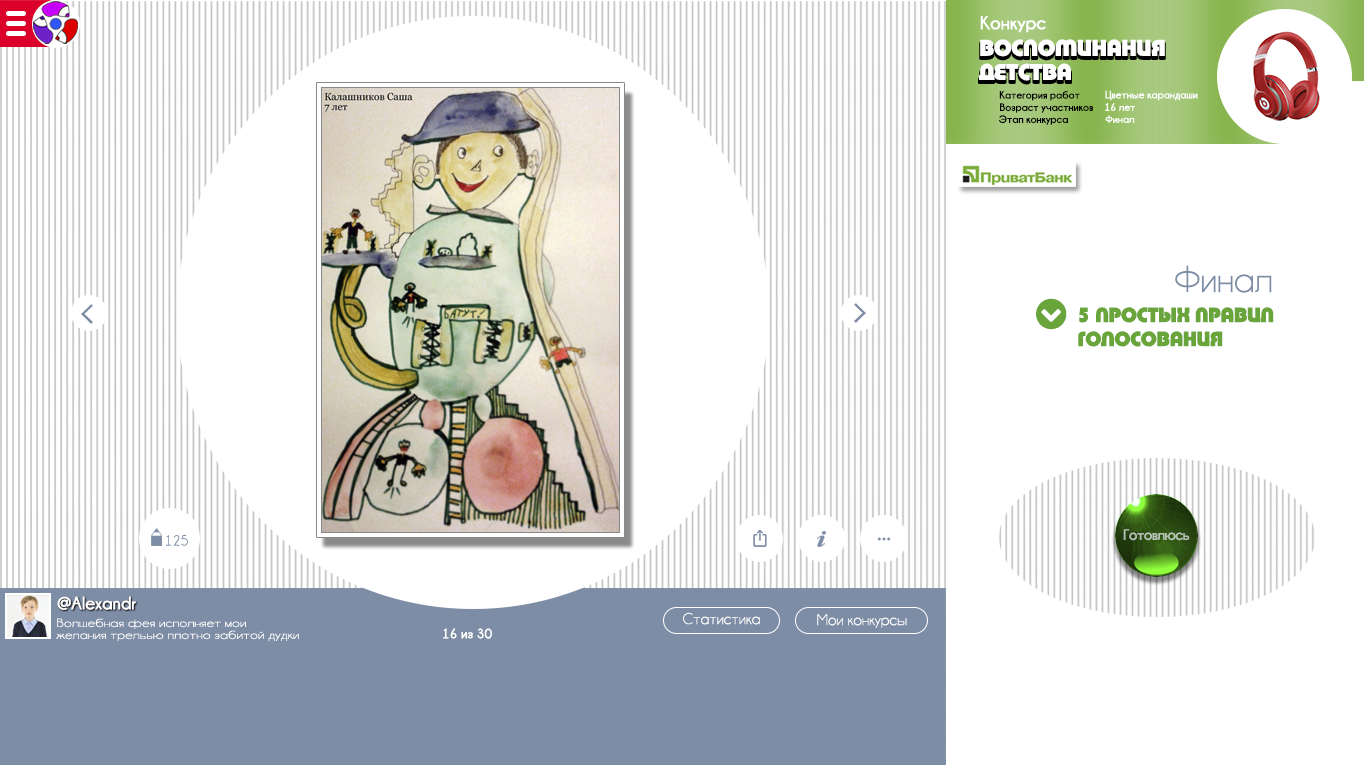 Конкурс
ВОСПОМИНАНИЯ
ДЕТСТВА
Категория работ Цветные карандаши
Возраст участников 16 лет
Этап конкурса Финал
ПриватБанк
Калашников Саша
7 лет
БАТУТ!
Финал
5 ПРОСТЫХ ПРАВИЛ
ГОЛОСОВАНИЯ
125
i
Готовлюсь
@Alexandr
Волшебная фея исполняет мои
желания третьью плотно забитой дудки
16 из 30
Статистика
Мои конкурсы